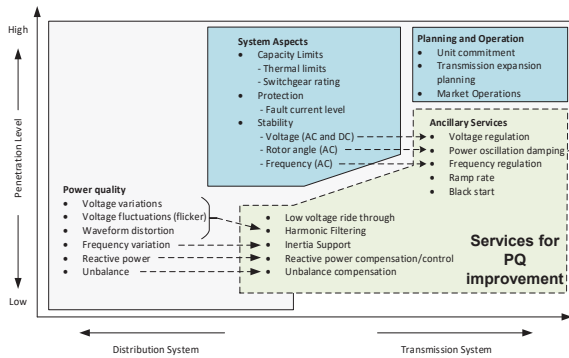 High
Penetration Level
Low
System Aspects
• Capacity Limits
- Thermal limits
- Switchgear rating
• Protection
- Fault current level
• Stability
- Voltage (AC and DC)
- Rotor angle (AC)
- Frequency (AC)
Planning and Operation
• Unit commitment
• Transmission expansion
planning
• Market Operations
Ancillary Services
• Voltage regulation
• Power oscillation damping
• Frequency regulation
• Ramp rate
• Black start
Power quality
• Voltage variations
• Voltage fluctuations (flicker)
• Waveform distortion
• Frequency variation
• Reactive power
• Unbalance
• Low voltage ride through
• Harmonic Filtering
• Inertia Support
• Reactive power compensation/control
• Unbalance compensation
Services for
PQ
improvement
Distribution System
Transmission System